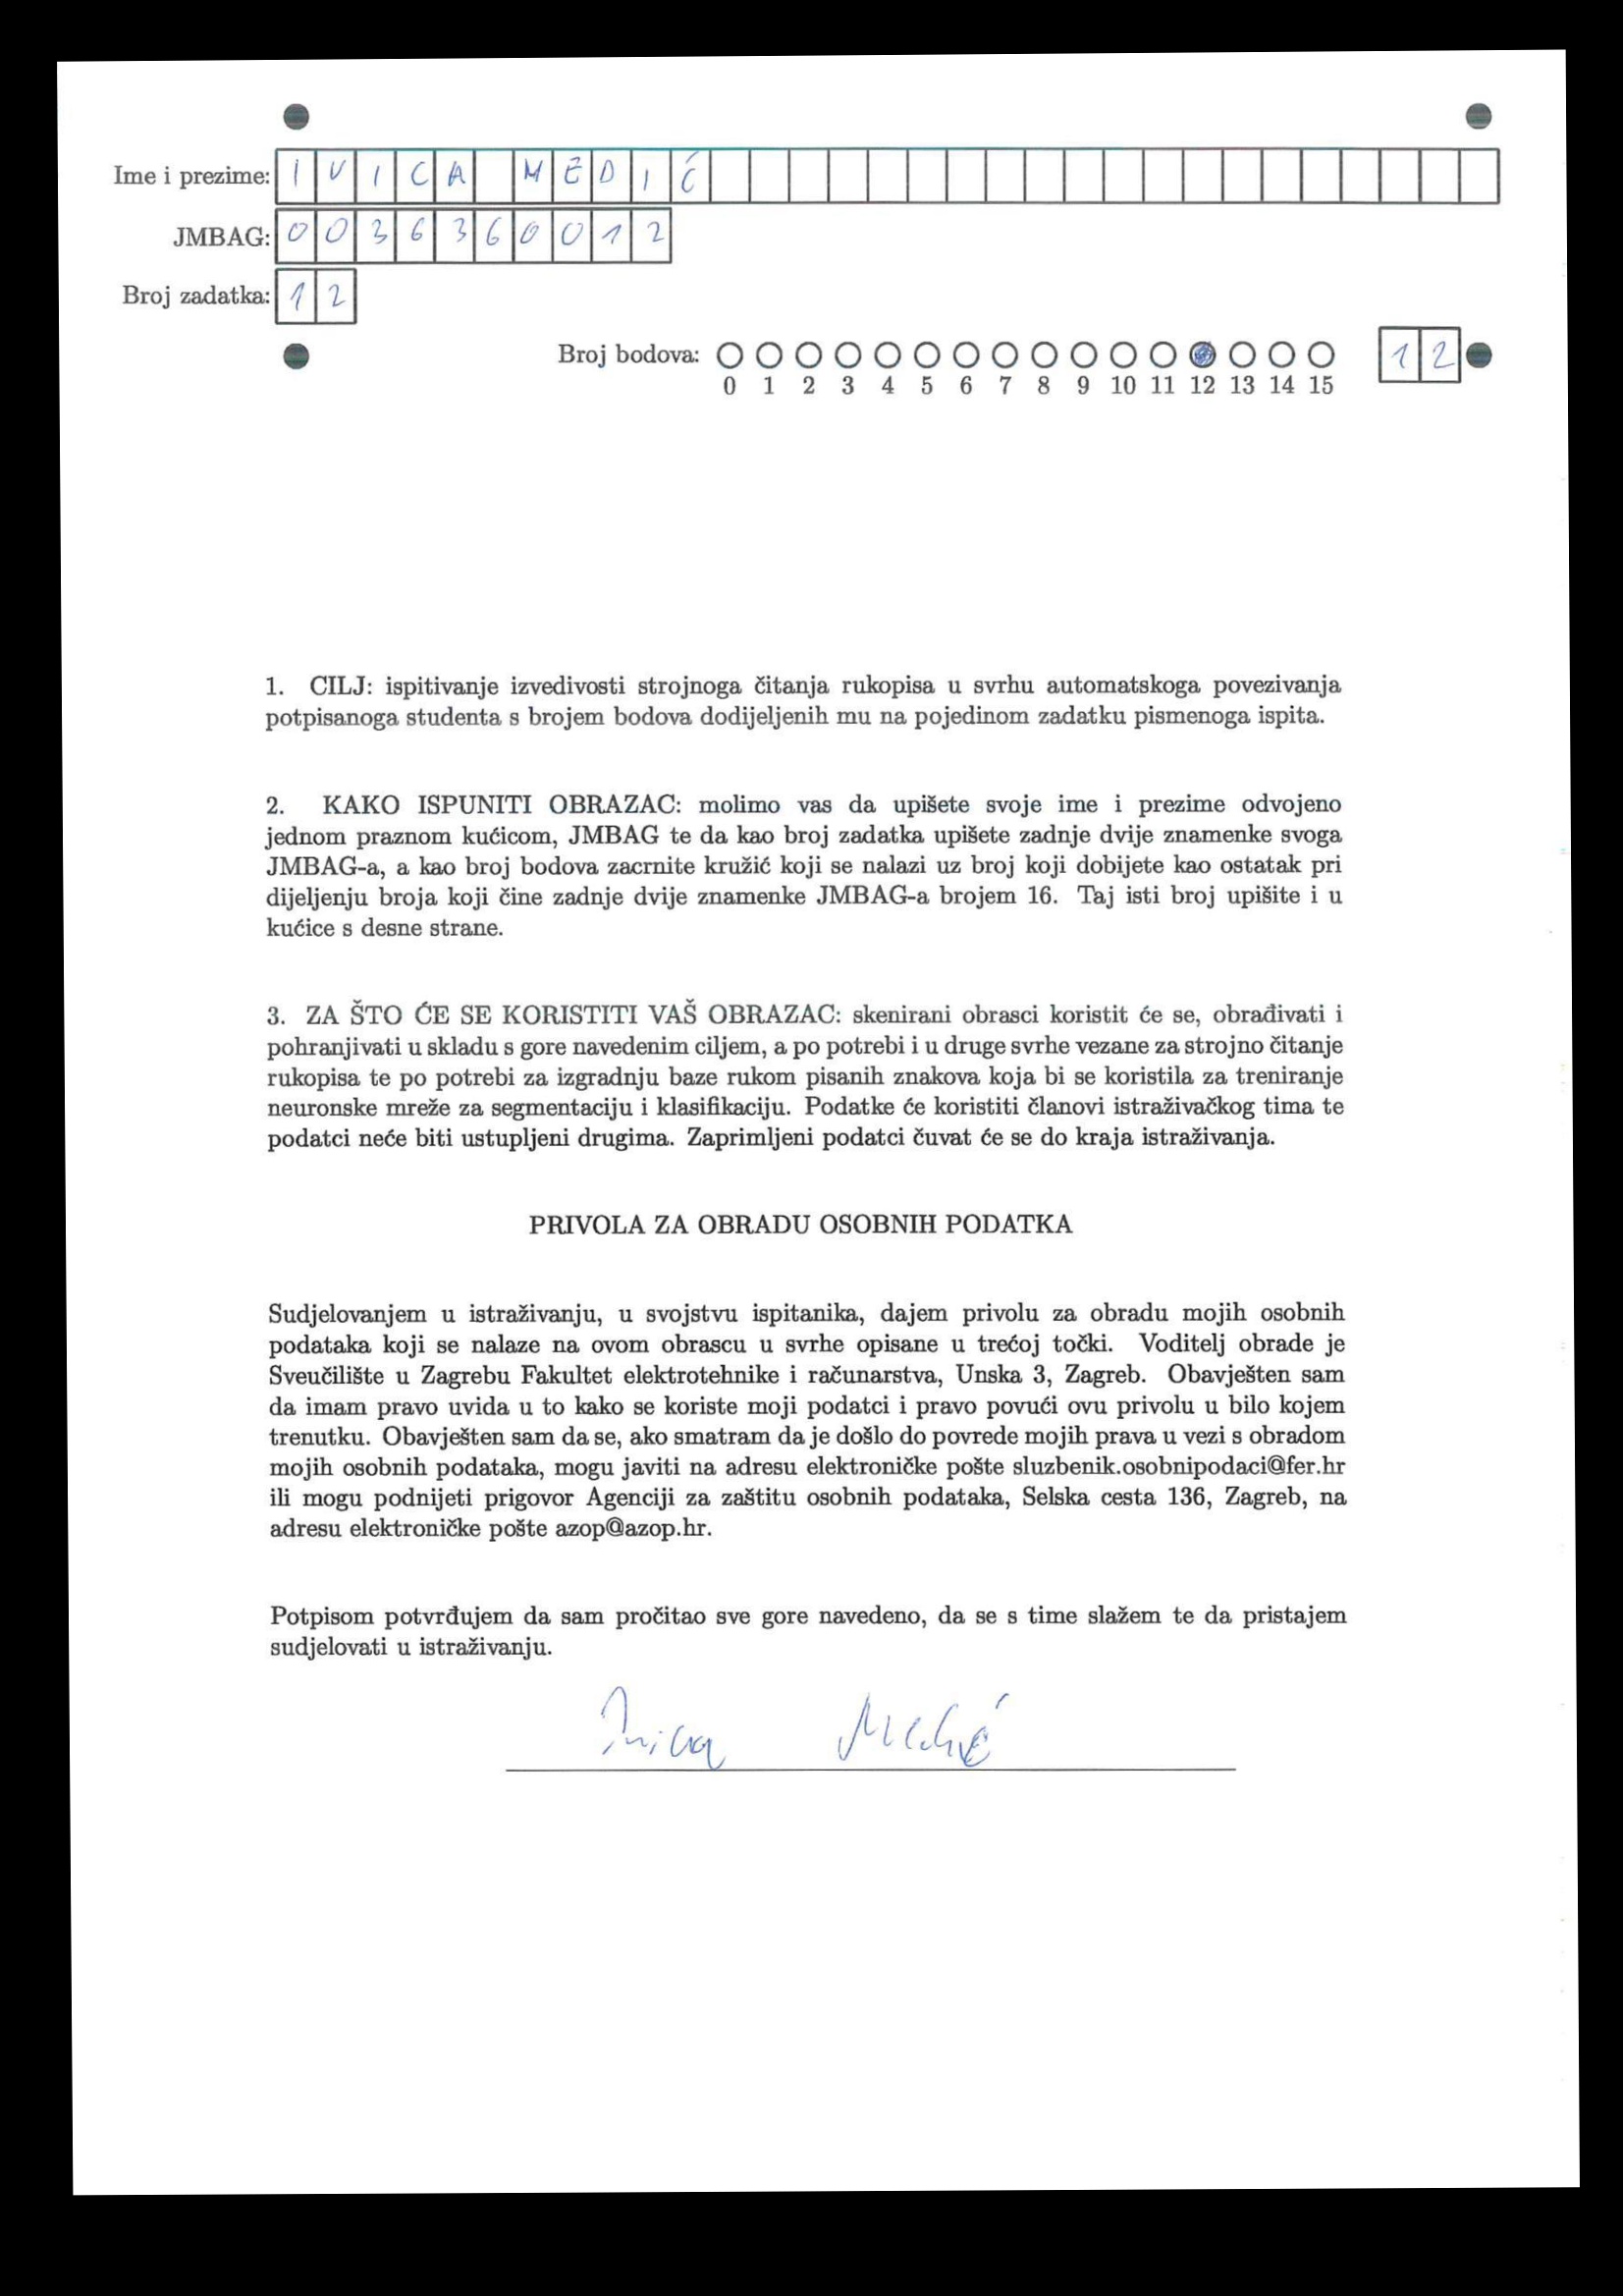 Ime i prezime: IVICA MEDIĆ
JMBAG: 0036360012
Broj zadatka: 12
Broj bodova: 12
0 1 2 3 4 5 6 7 8 9 10 11 12 13 14 15
1. CILJ: ispitivanje izvedivosti strojnoga čitanja rukopisa u svrhu automatskoga povezivanja
potpisanoga studenta s brojem bodova dodijeljenih mu na pojedinom zadatku pismenoga ispita.
2. KAKO ISPUNITI OBRAZAC: molimo vas da upišete svoje ime i prezime odvojeno
jednom praznom kućicom, JMBAG te da kao broj zadatka upišete zadnje dvije znamenke svoga
JMBAG-a, a kao broj bodova zacrnite kružić koji se nalazi uz broj koji dobijete kao ostatak pri
dijeljenju broja koji čine zadnje dvije znamenke JMBAG-a brojem 16. Taj isti broj upišite i u
kućice s desne strane.
3. ZA ŠTO ĆE SE KORISTITI VAŠ OBRAZAC: skenirani obrasci koristit će se, obrađivati i
pohranjivati u skladu s gore navedenim ciljem, a po potrebi i u druge svrhe vezane za strojno čitanje
rukopisa te po potrebi za izgradnju baze rukom pisanih znakova koja bi se koristila za treniranje
neuronske mreže za segmentaciju i klasifikaciju. Podatke će koristiti članovi istraživačkog tima te
podatci neće biti ustupljeni drugima. Zaprimljeni podatci čuvat će se do kraja istraživanja.
PRIVOLA ZA OBRADU OSOBNIH PODATKA
Sudjelovanjem u istraživanju, u svojstvu ispitanika, dajem privolu za obradu mojih osobnih
podataka koji se nalaze na ovom obrascu u svrhe opisane u trećoj točki. Voditelj obrade je
Sveučilište u Zagrebu Fakultet elektrotehnike i računarstva, Unska 3, Zagreb. Obavješten sam
da imam pravo uvida u to kako se koriste moji podatci i pravo povući ovu privolu u bilo kojem
trenutku. Obavješten sam da se, ako smatram da je došlo do povrede mojih prava u vezi s obradom
mojih osobnih podataka, mogu javiti na adresu elektroničke pošte sluzbenik.osobnipodaci@fer.hr
ili mogu podnijeti prigovor Agenciji za zaštitu osobnih podataka, Selska cesta 136, Zagreb, na
adresu elektroničke pošte azop@azop.hr.
Potpisom potvrđujem da sam pročitao sve gore navedeno, da se s time slažem te da pristajem
sudjelovati u istraživanju.
Ivica Medić